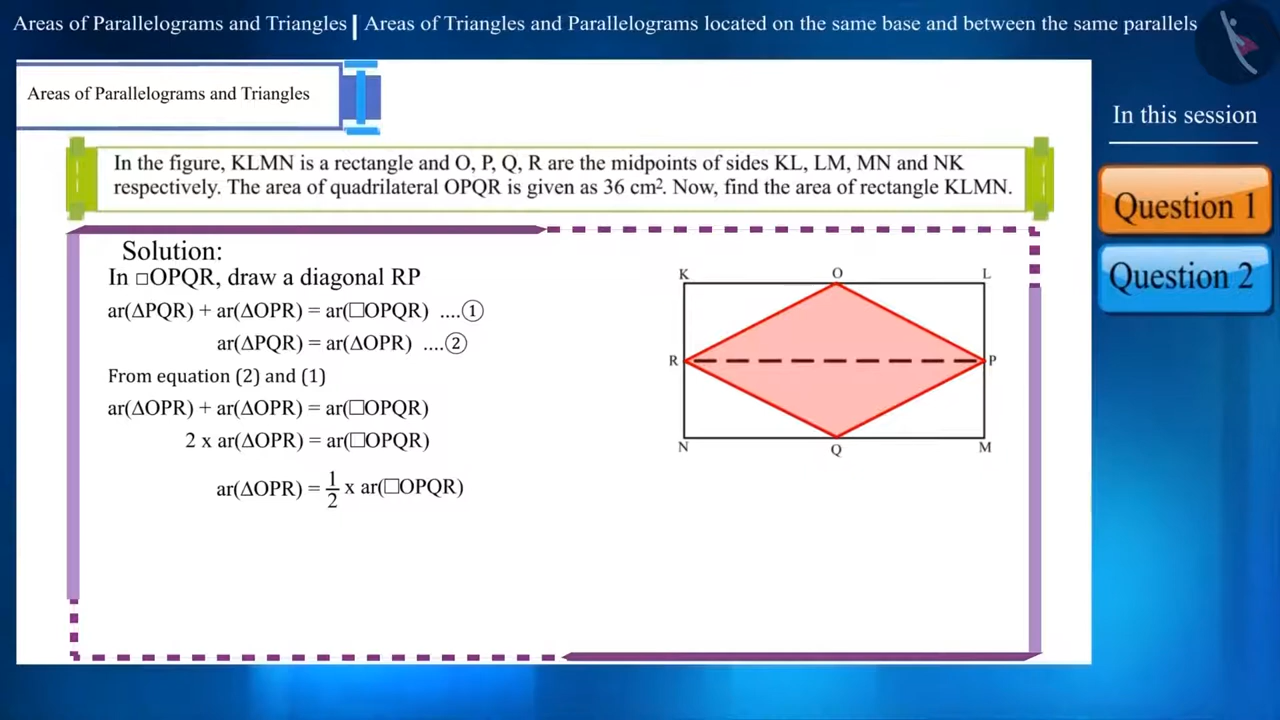 Areas of Parallelograms and Triangles | Areas of Triangles and Parallelograms located on the same base and between the same parallels
Areas of Parallelograms and Triangles
In this session
Question 1
Question 2
In the figure, KLMN is a rectangle and O, P, Q, R are the midpoints of sides KL, LM, MN and NK
respectively. The area of quadrilateral OPQR is given as 36 cm². Now, find the area of rectangle KLMN.
Solution:
In □OPQR, draw a diagonal RP
ar(ΔPQR) + ar(ΔOPR) = ar(□OPQR) ....①
ar(ΔPQR) = ar(ΔOPR) ....②
From equation (2) and (1)
ar(ΔOPR) + ar(ΔOPR) = ar(□OPQR)
2 x ar(ΔOPR) = ar(□OPQR)
ar(ΔOPR) = 1/2 x ar(□OPQR)
K O L
R P
N Q M